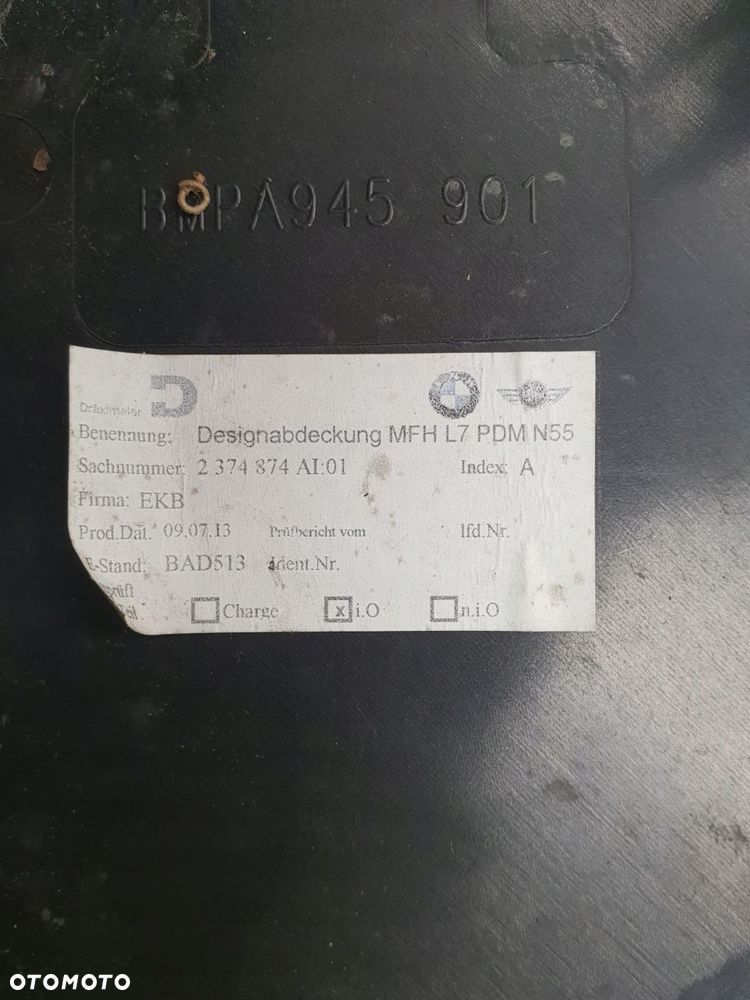 BMPA945 901
Dräxlmaier
Benennung: Designabdeckung MFH L7 PDM N55
Sachnummer: 2 374 874 AI:01 Index: A
Firma: EKB
Prod.Dat. 09.07.13 Prüfbericht vom lfd.Nr.
E-Stand: BAD513 Ident.Nr.
Charge x i.O n.i.O
OTOMOTO